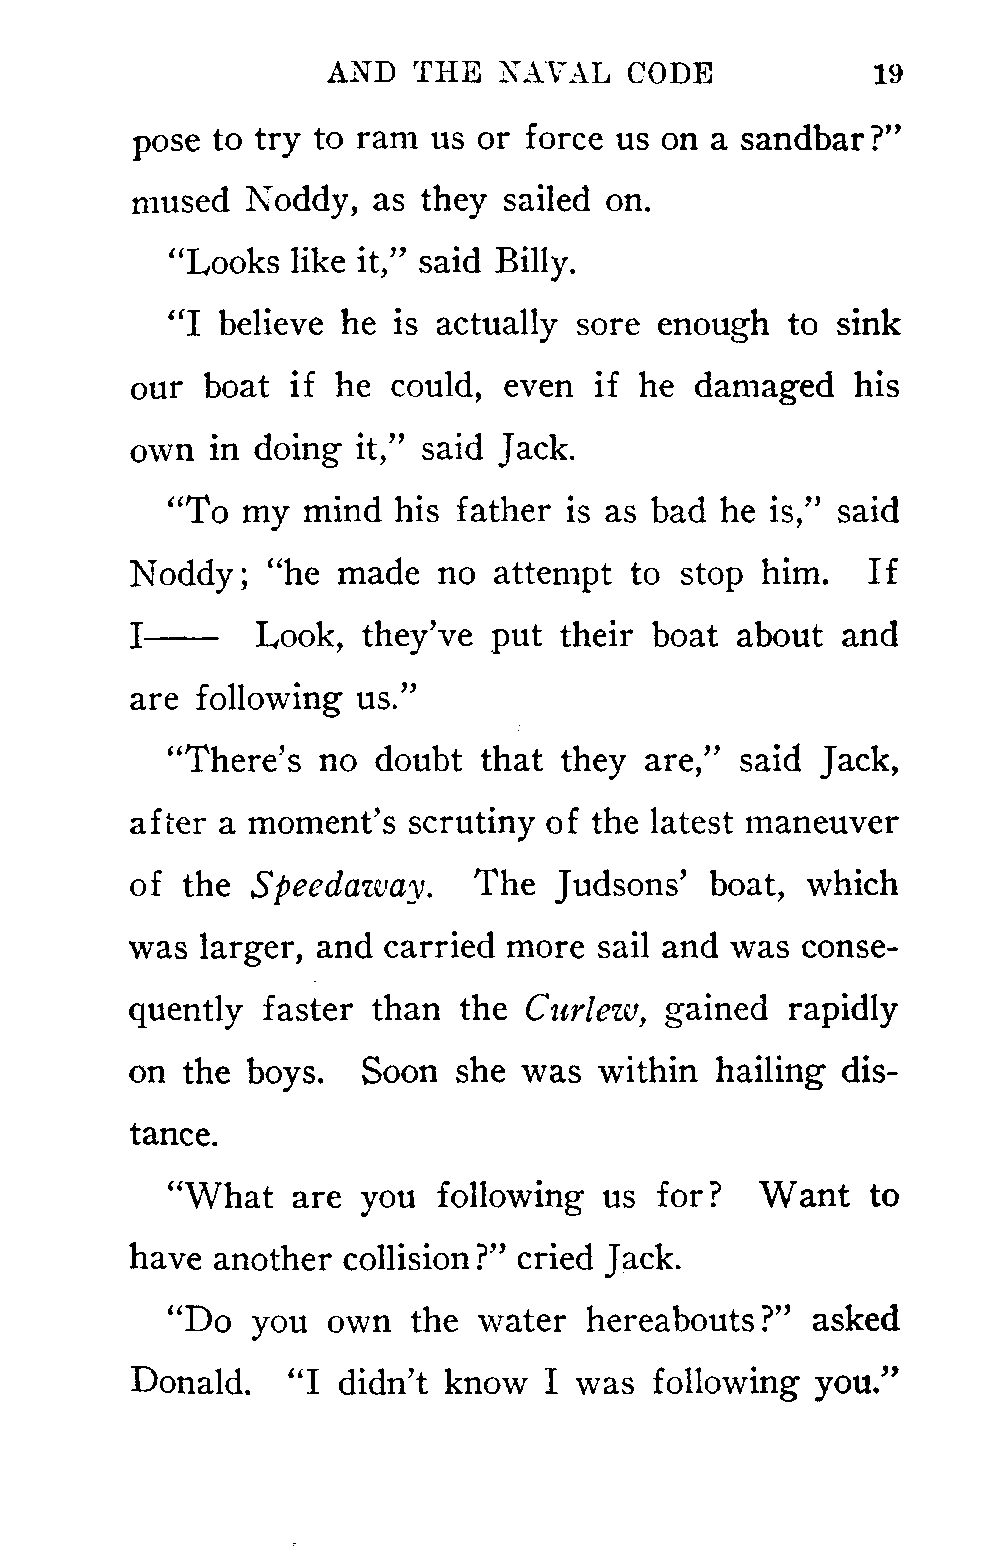 AND THE NAVAL CODE 19
pose to try to ram us or force us on a sandbar?”
mused Noddy, as they sailed on.
“Looks like it,” said Billy.
“I believe he is actually sore enough to sink
our boat if he could, even if he damaged his
own in doing it,” said Jack.
“To my mind his father is as bad he is,” said
Noddy; “he made no attempt to stop him. If
I—— Look, they’ve put their boat about and
are following us.”
“There’s no doubt that they are,” said Jack,
after a moment’s scrutiny of the latest maneuver
of the Speedaway. The Judsons’ boat, which
was larger, and carried more sail and was conse-
quently faster than the Curlew, gained rapidly
on the boys. Soon she was within hailing dis-
tance.
“What are you following us for? Want to
have another collision?” cried Jack.
“Do you own the water hereabouts?” asked
Donald. “I didn’t know I was following you.”